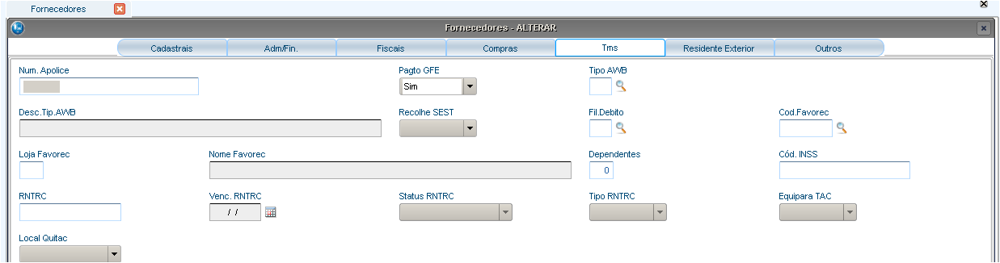 Fornecedores
Fornecedores - ALTERAR
Cadastrais Adm/Fin. Fiscais Compras Tms Residente Exterior Outros
Num. Apolice Pagto GFE Tipo AWB
Sim
Desc.Tip.AWB Recolhe SEST Fil.Debito Cod.Favorec
Loja Favorec Nome Favorec Dependentes Cód. INSS
0
RNTRC Venc. RNTRC Status RNTRC Tipo RNTRC Equipara TAC
/ /
Local Quitac